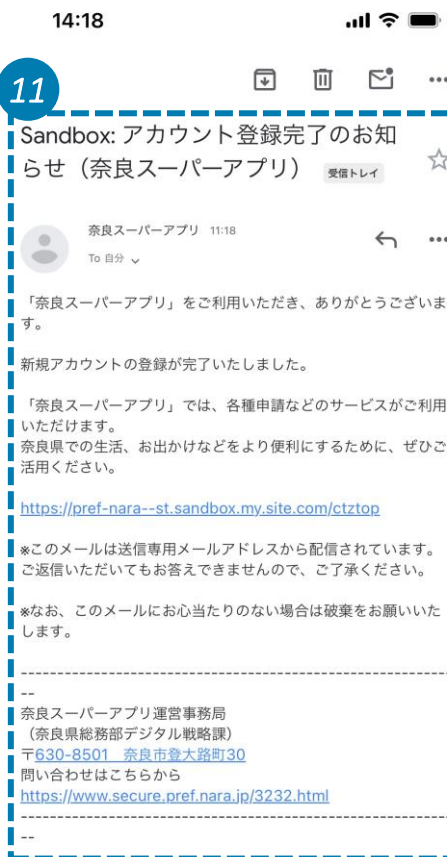 14:18
11
Sandbox: アカウント登録完了のお知
らせ（奈良スーパーアプリ） 受信トレイ
奈良スーパーアプリ 11:18
To 自分
「奈良スーパーアプリ」をご利用いただき、ありがとうございま
す。
新規アカウントの登録が完了いたしました。
「奈良スーパーアプリ」では、各種申請などのサービスがご利用
いただけます。
奈良県での生活、お出かけなどをより便利にするために、ぜひご
活用ください。
https://pref-nara--st.sandbox.my.site.com/ctztop
※このメールは送信専用メールアドレスから配信されています。
ご返信いただいてもお答えできませんので、ご了承ください。
※なお、このメールにお心当たりのない場合は破棄をお願いいた
します。
------------------------------------------------------------
--
奈良スーパーアプリ運営事務局
（奈良県総務部デジタル戦略課）
〒630-8501　奈良市登大路町30
問い合わせはこちらから
https://www.secure.pref.nara.jp/3232.html
------------------------------------------------------------
--